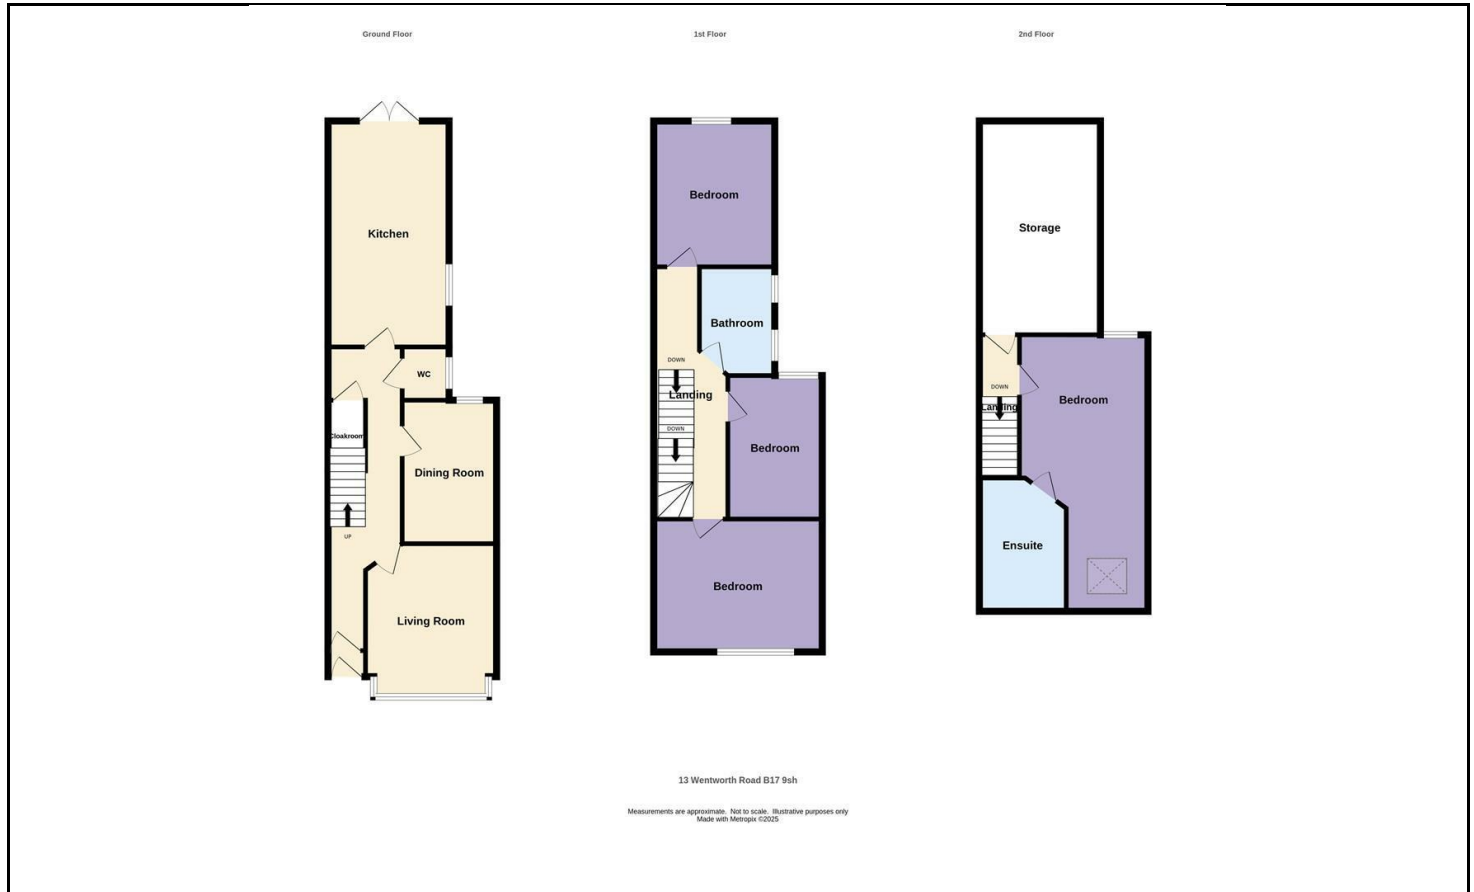 Ground Floor
1st Floor
2nd Floor
Kitchen
WC
Cloakroom
Dining Room
UP
Living Room
Bedroom
Bathroom
DOWN
Landing
DOWN
Bedroom
Bedroom
Storage
DOWN
Landing
Bedroom
Ensuite
13 Wentworth Road B17 9sh
Measurements are approximate. Not to scale. Illustrative purposes only
Made with Metropix ©2025